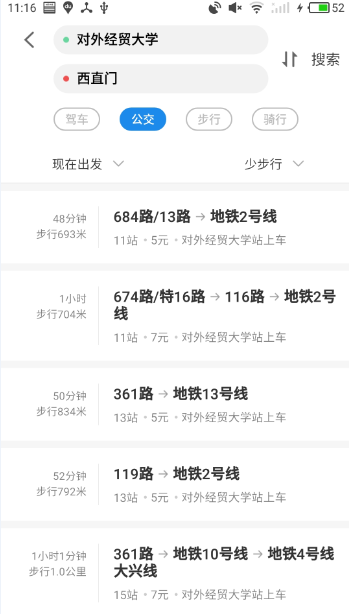 11:16 52
对外经贸大学
西直门
搜索
驾车 公交 步行 骑行
现在出发 少步行
48分钟
步行693米
684路/13路 → 地铁2号线
11站 • 5元 • 对外经贸大学站上车
1小时
步行704米
674路/特16路 → 116路 → 地铁2号
线
11站 • 7元 • 对外经贸大学站上车
50分钟
步行834米
361路 → 地铁13号线
13站 • 5元 • 对外经贸大学站上车
52分钟
步行792米
119路 → 地铁2号线
13站 • 5元 • 对外经贸大学站上车
1小时1分钟
步行1.0公里
361路 → 地铁10号线 → 地铁4号线
大兴线
15站 • 7元 • 对外经贸大学站上车